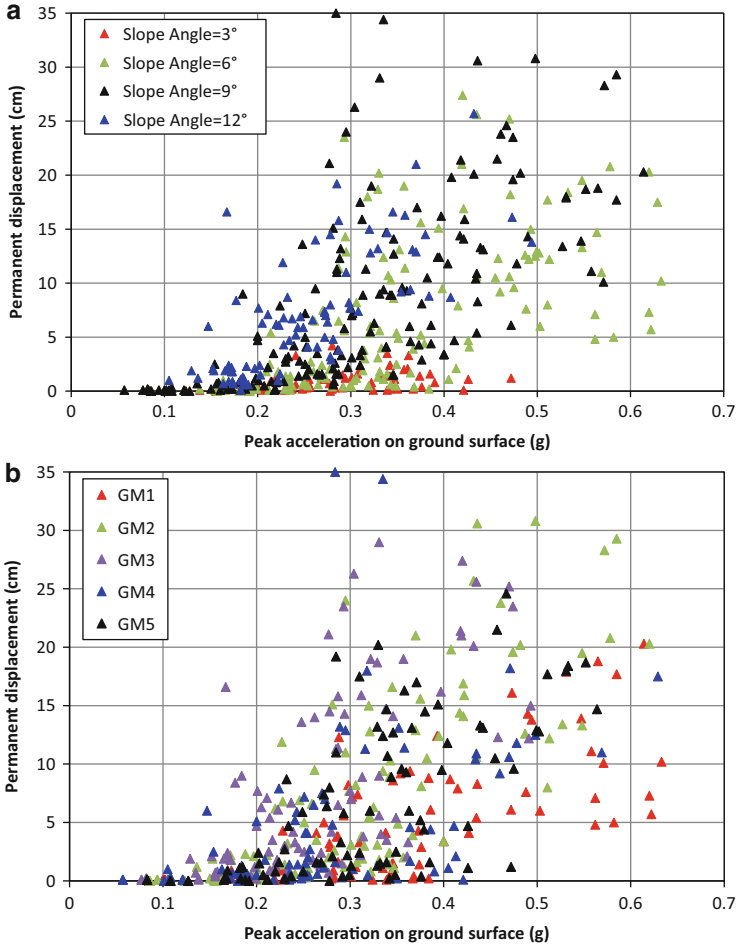 a
35
30
25
20
15
10
5
0
Permanent displacement (cm)
Slope Angle=3°
Slope Angle=6°
Slope Angle=9°
Slope Angle=12°
0 0.1 0.2 0.3 0.4 0.5 0.6 0.7
Peak acceleration on ground surface (g)
b
35
30
25
20
15
10
5
0
Permanent displacement (cm)
GM1
GM2
GM3
GM4
GM5
0 0.1 0.2 0.3 0.4 0.5 0.6 0.7
Peak acceleration on ground surface (g)